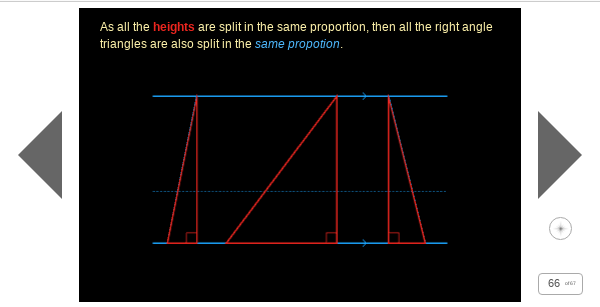 As all the heights are split in the same proportion, then all the right angle
triangles are also split in the same propotion.
66 of 67